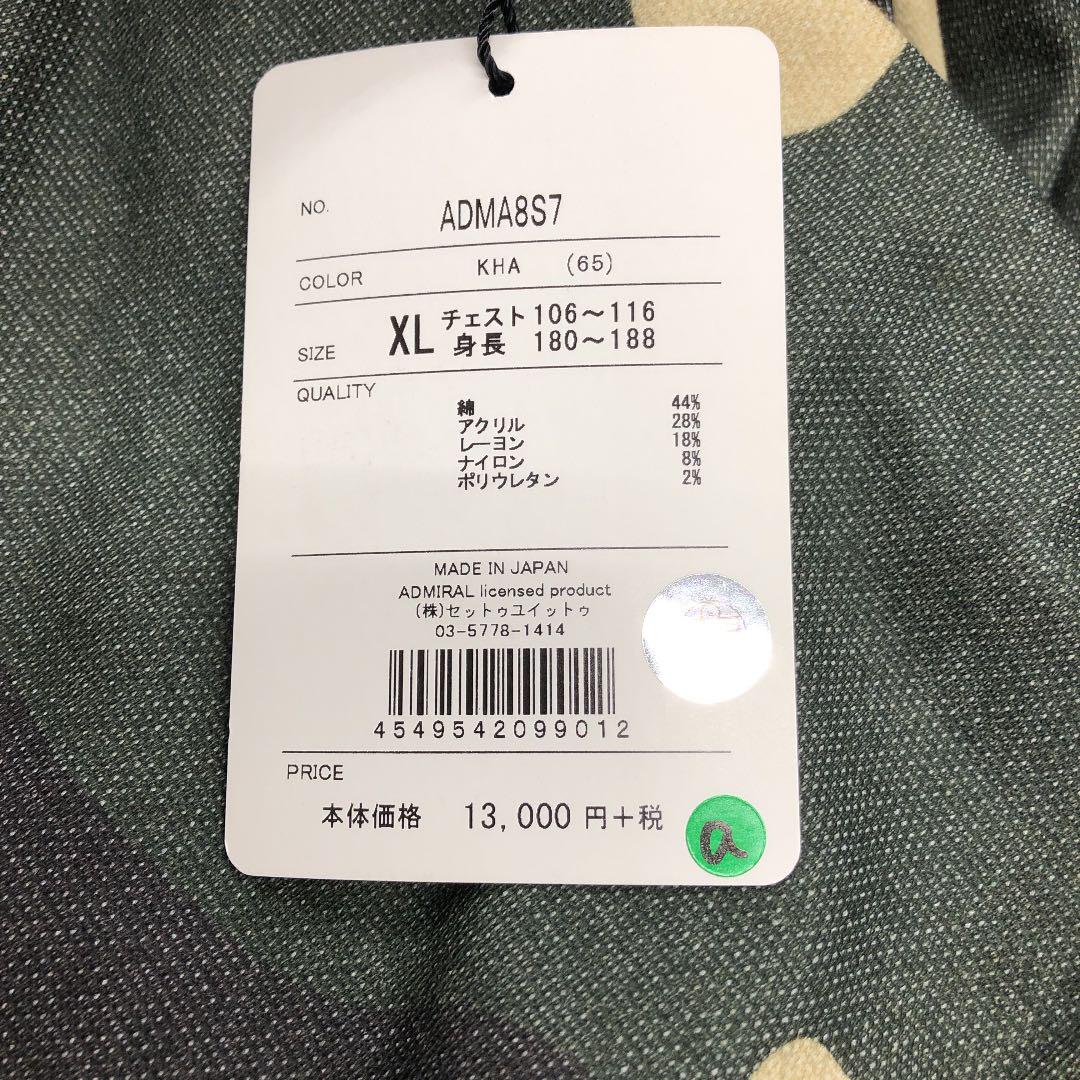 NO. ADMA8S7
COLOR KHA (65)
SIZE XL チェスト 106～116
身長 180～188
QUALITY
綿 44%
アクリル 28%
レーヨン 18%
ナイロン 8%
ポリウレタン 2%
MADE IN JAPAN
ADMIRAL licensed product
(株)セットゥユイットゥ
03-5778-1414
4549542099012
PRICE
本体価格 13,000 円+税
a